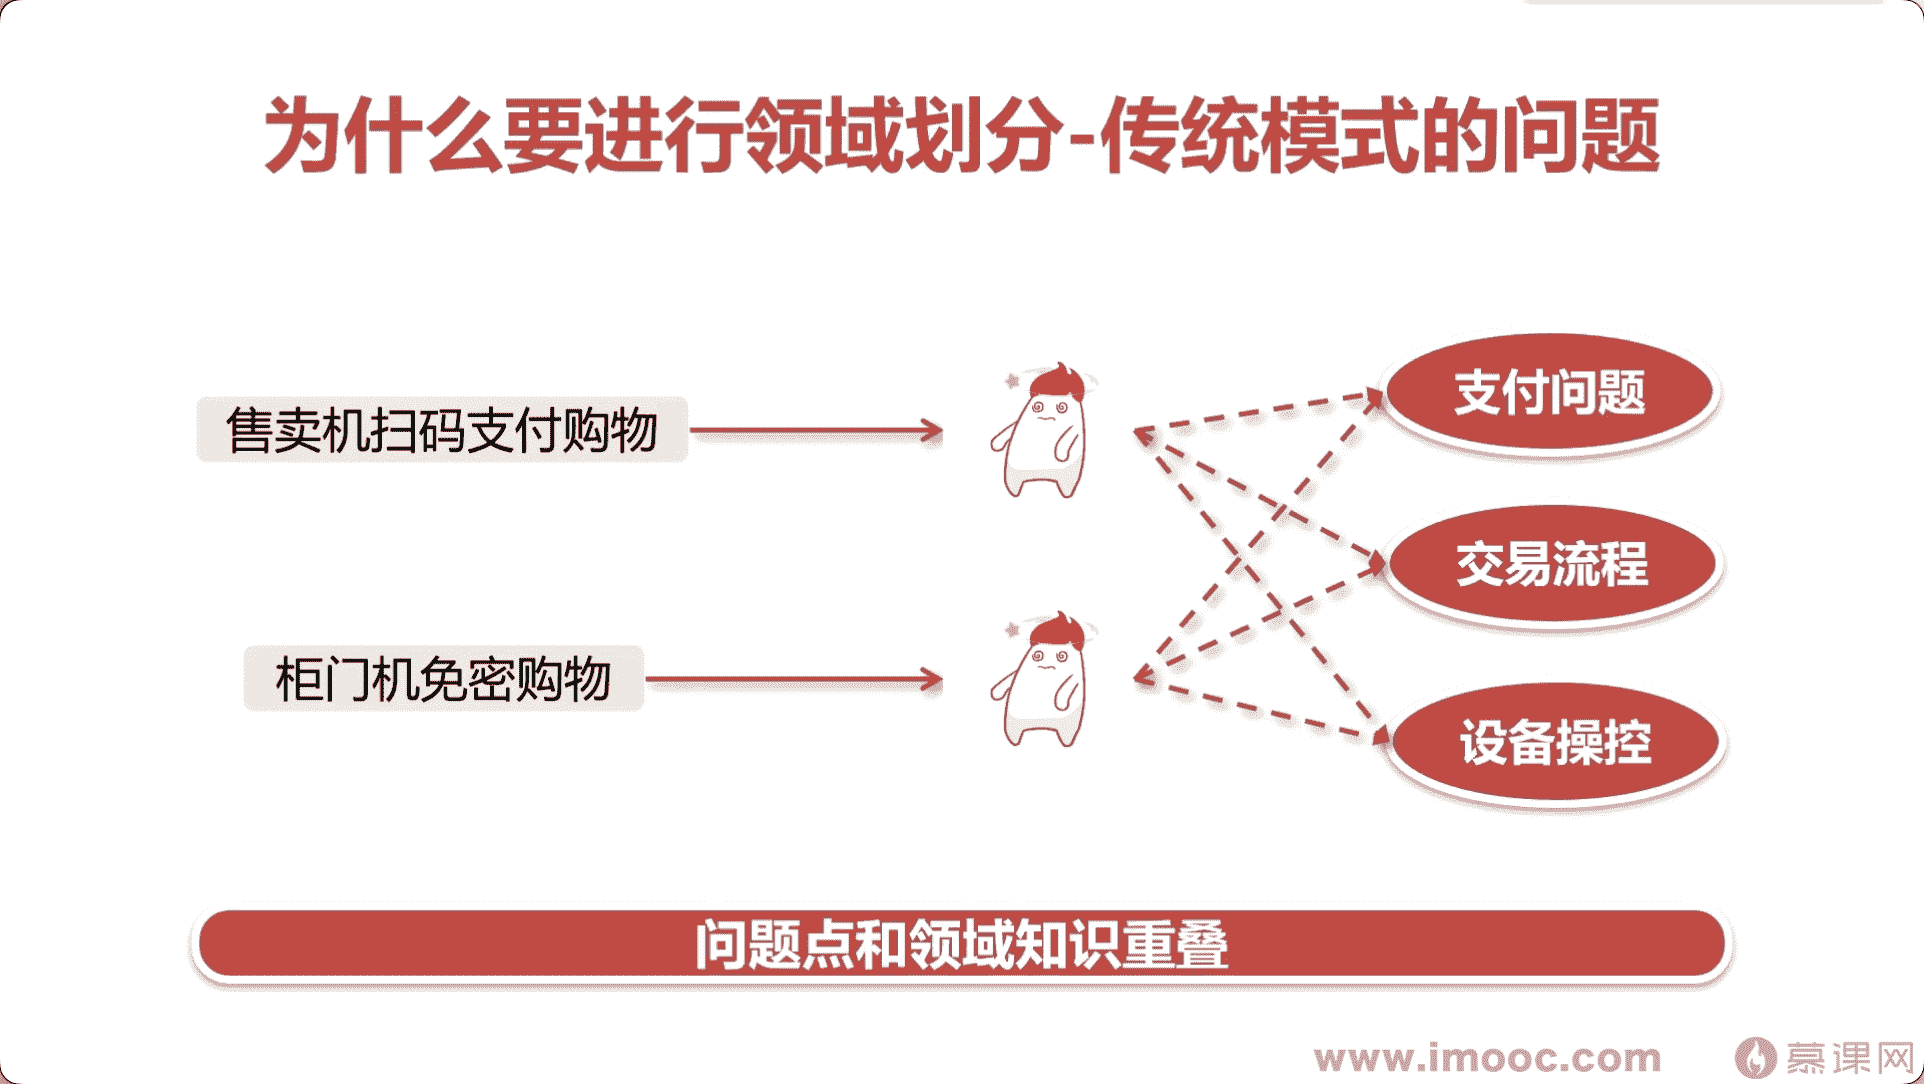 为什么要进行领域划分-传统模式的问题
售卖机扫码支付购物
支付问题
交易流程
柜门机免密购物
设备操控
问题点和领域知识重叠
www.imooc.com 慕课网